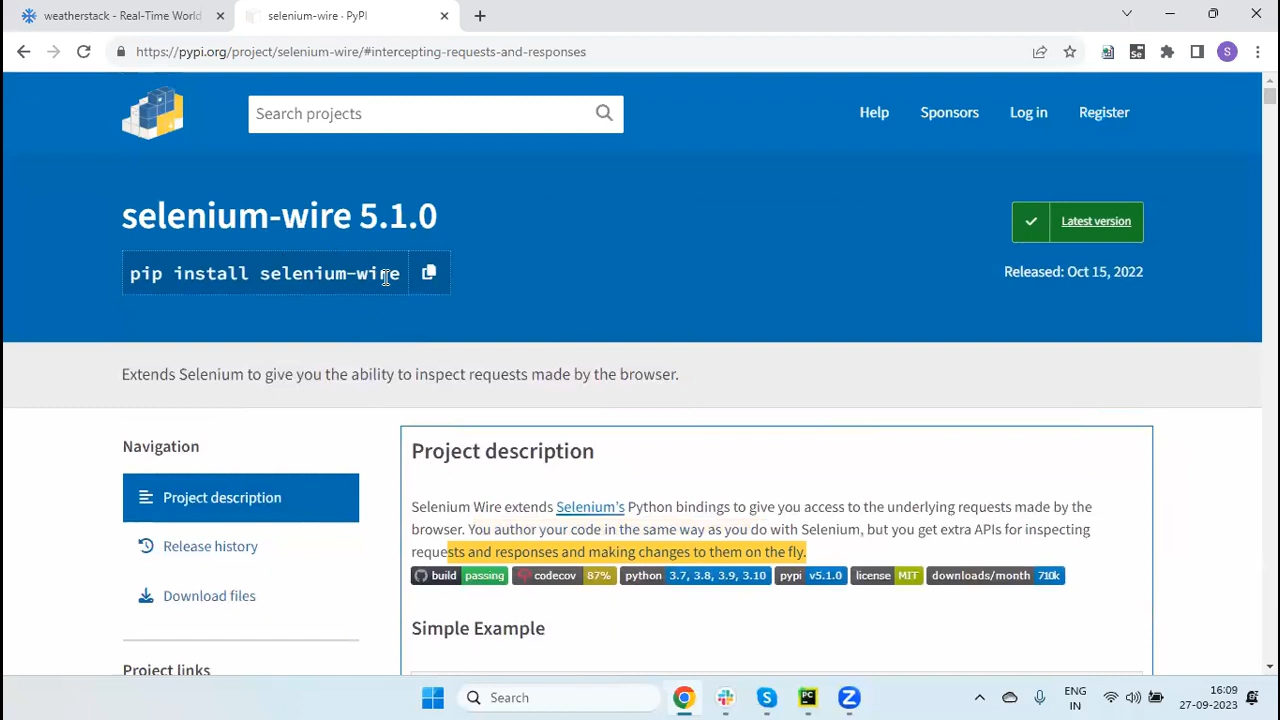 weatherstack - Real-Time World
selenium-wire · PyPI
https://pypi.org/project/selenium-wire/#intercepting-requests-and-responses
Se
S
Search projects
Help
Sponsors
Log in
Register
selenium-wire 5.1.0
Latest version
pip install selenium-wire
Released: Oct 15, 2022
Extends Selenium to give you the ability to inspect requests made by the browser.
Navigation
Project description
Release history
Download files
Project links
Project description
Selenium Wire extends Selenium's Python bindings to give you access to the underlying requests made by the
browser. You author your code in the same way as you do with Selenium, but you get extra APIs for inspecting
requests and responses and making changes to them on the fly.
build passing codecov 87% python 3.7, 3.8, 3.9, 3.10 pypi v5.1.0 license MIT downloads/month 710k
Simple Example
Search
S
PC
Z
ENG
IN
16:09
27-09-2023